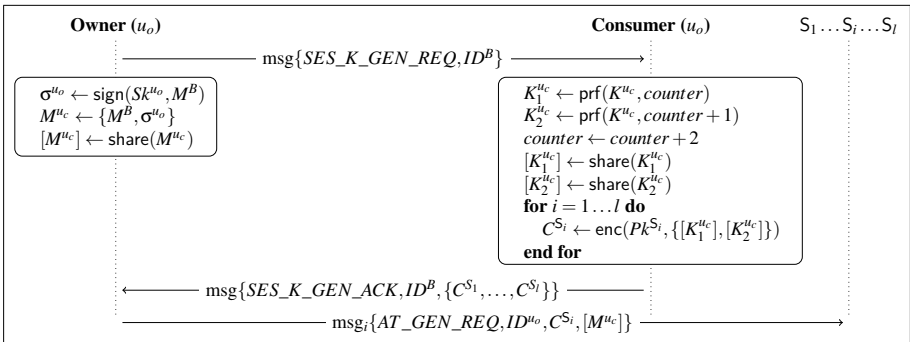 Owner (u_o) Consumer (u_o) S_1 … S_i … S_l
msg{SES_K_GEN_REQ, ID^B}
σ^{u_o} ← sign(Sk^{u_o}, M^B)
M^{u_c} ← {M^B, σ^{u_o}}
[M^{u_c}] ← share(M^{u_c})
K_1^{u_c} ← prf(K^{u_c}, counter)
K_2^{u_c} ← prf(K^{u_c}, counter + 1)
counter ← counter + 2
[K_1^{u_c}] ← share(K_1^{u_c})
[K_2^{u_c}] ← share(K_2^{u_c})
for i = 1 … l do
C^{S_i} ← enc(Pk^{S_i}, {[K_1^{u_c}], [K_2^{u_c}]})
end for
msg{SES_K_GEN_ACK, ID^B, {C^{S_1}, …, C^{S_l}}}
msg_i{AT_GEN_REQ, ID^{u_o}, C^{S_i}, [M^{u_c}]}